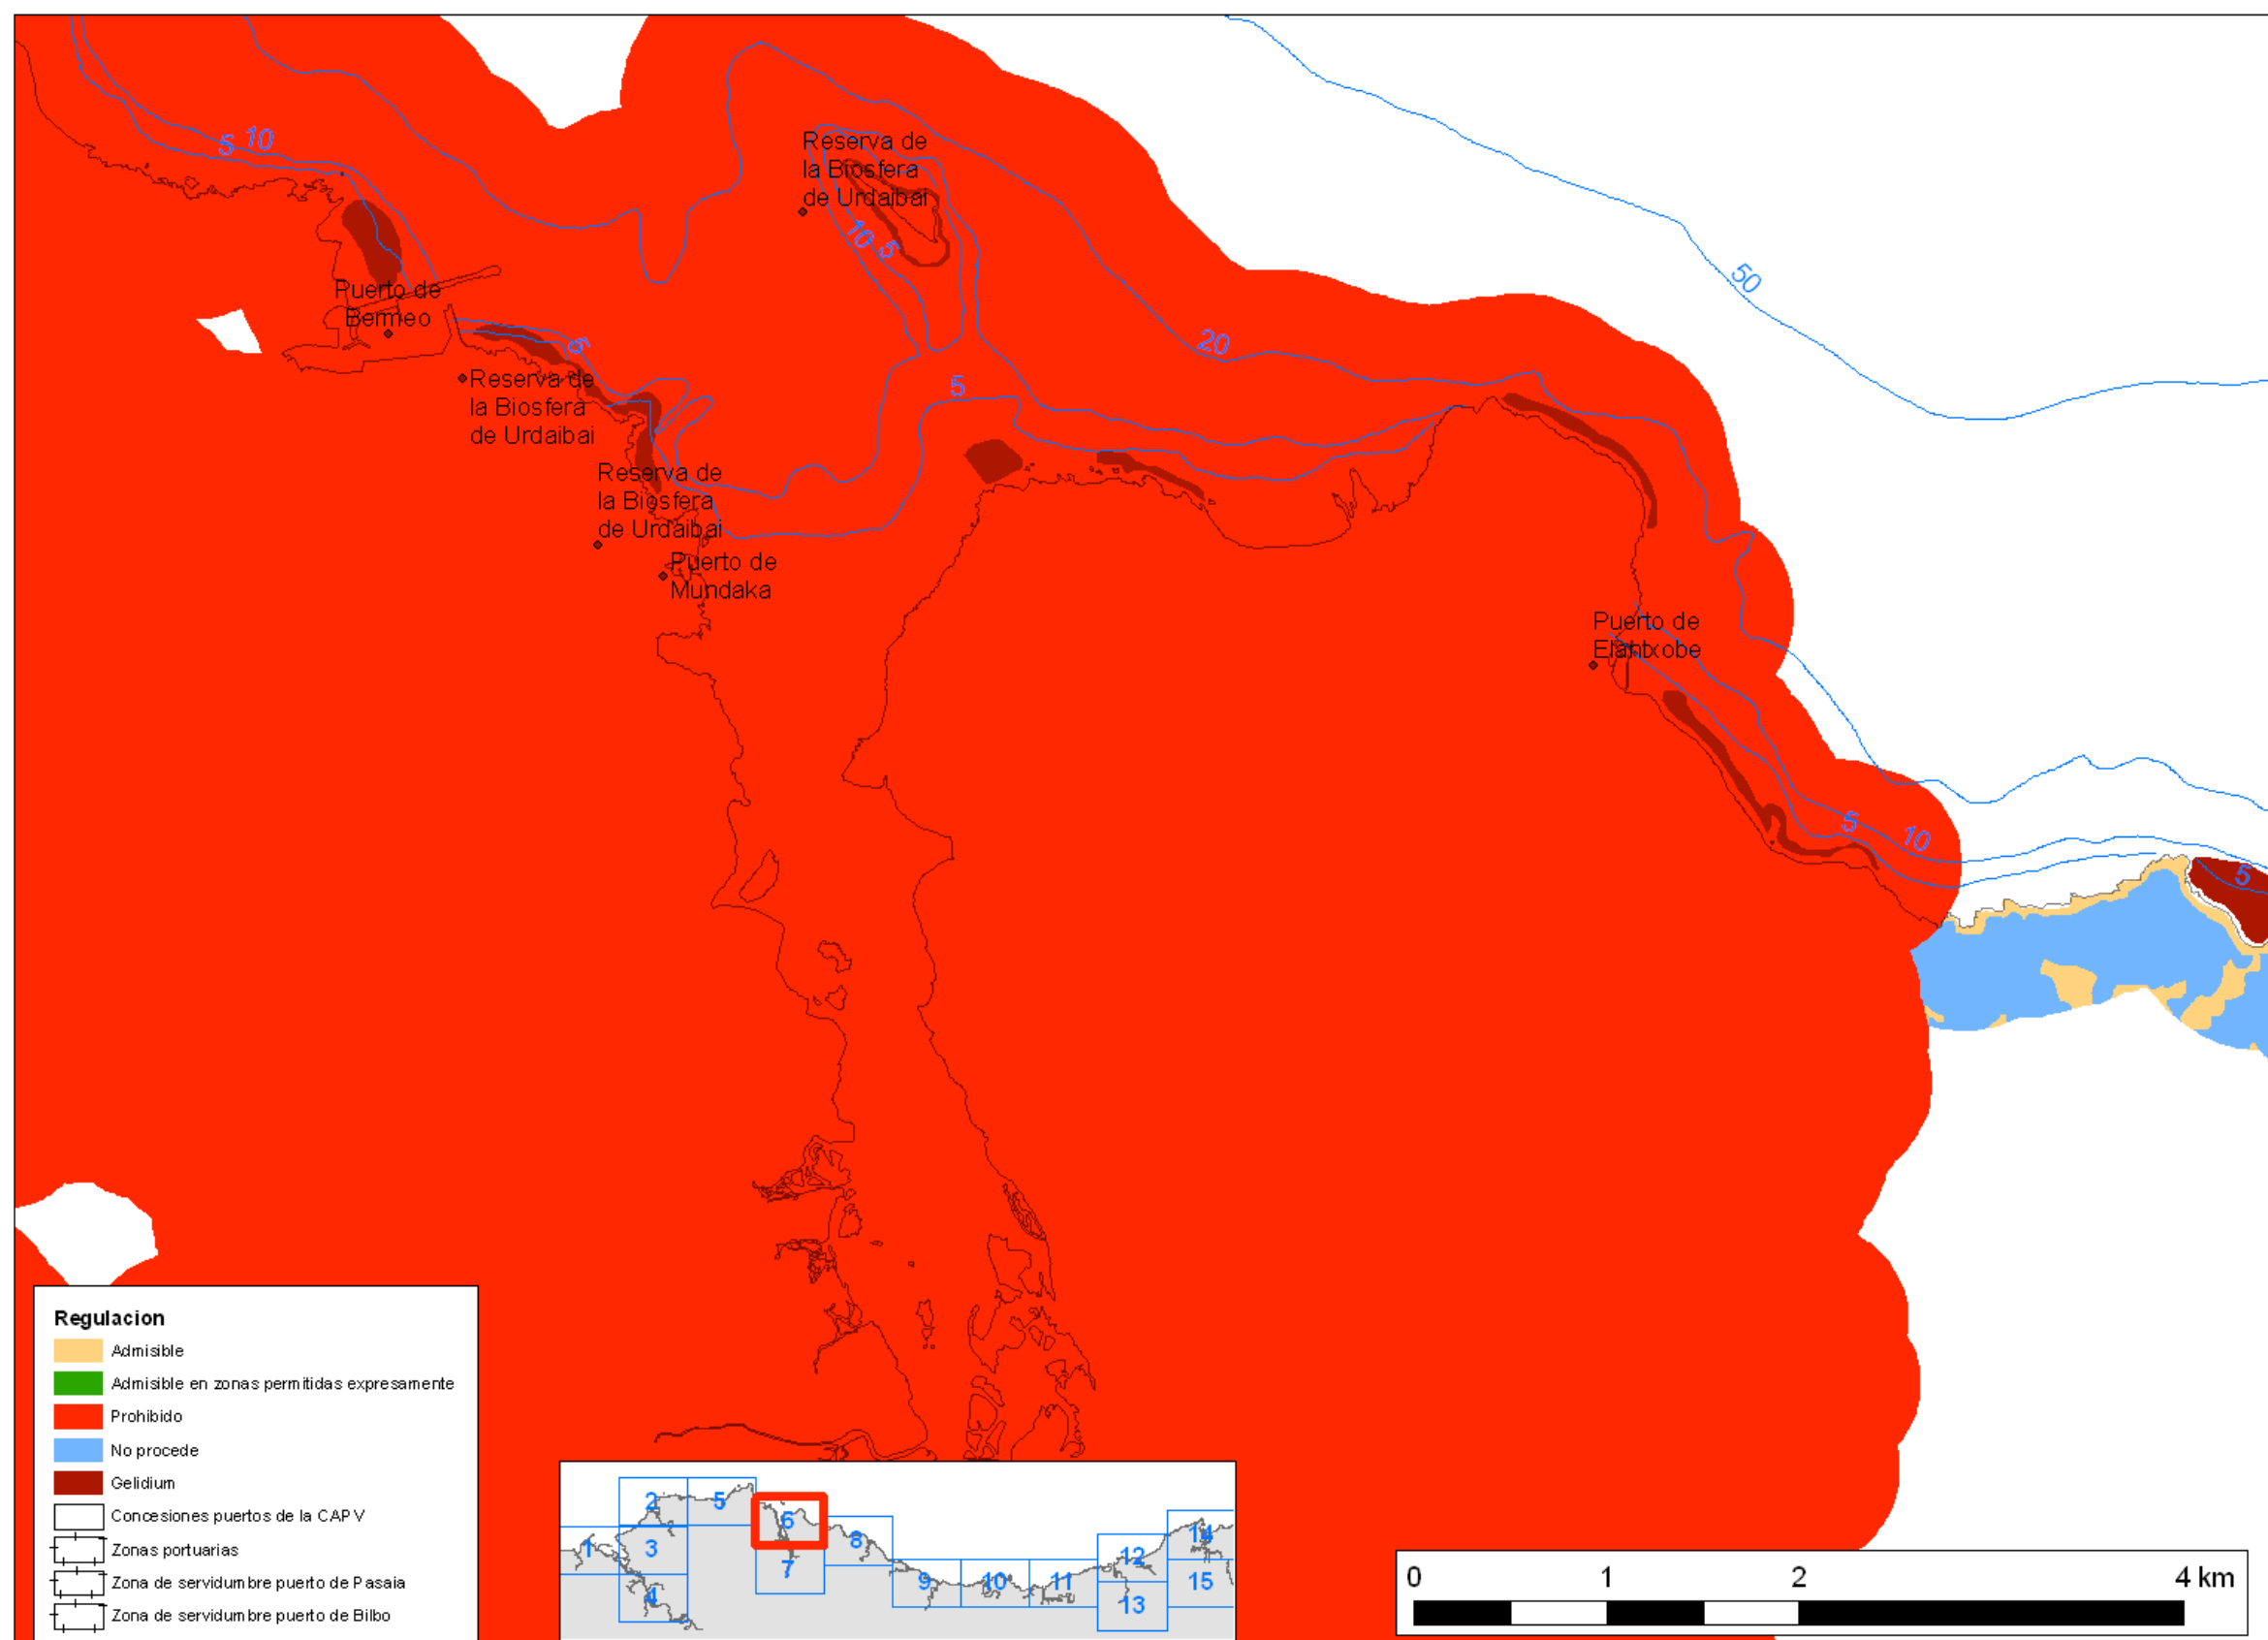 5 10
Reserva de
la Biosfera
de Urdaibai
10 5
50
Puerto de
Bermeo
5
20
5
Reserva de
la Biosfera
de Urdaibai
Reserva de
la Biosfera
de Urdaibai
Puerto de
Mundaka
Puerto de
Elantxobe
5
10
5
Regulacion
Admisible
Admisible en zonas permitidas expresamente
Prohibido
No procede
Gelidium
Concesiones puertos de la CAPV
Zonas portuarias
Zona de servidumbre puerto de Pasaia
Zona de servidumbre puerto de Bilbo
1
2
3
4
5
6
7
8
9
10
11
12
13
14
15
0 1 2 4 km